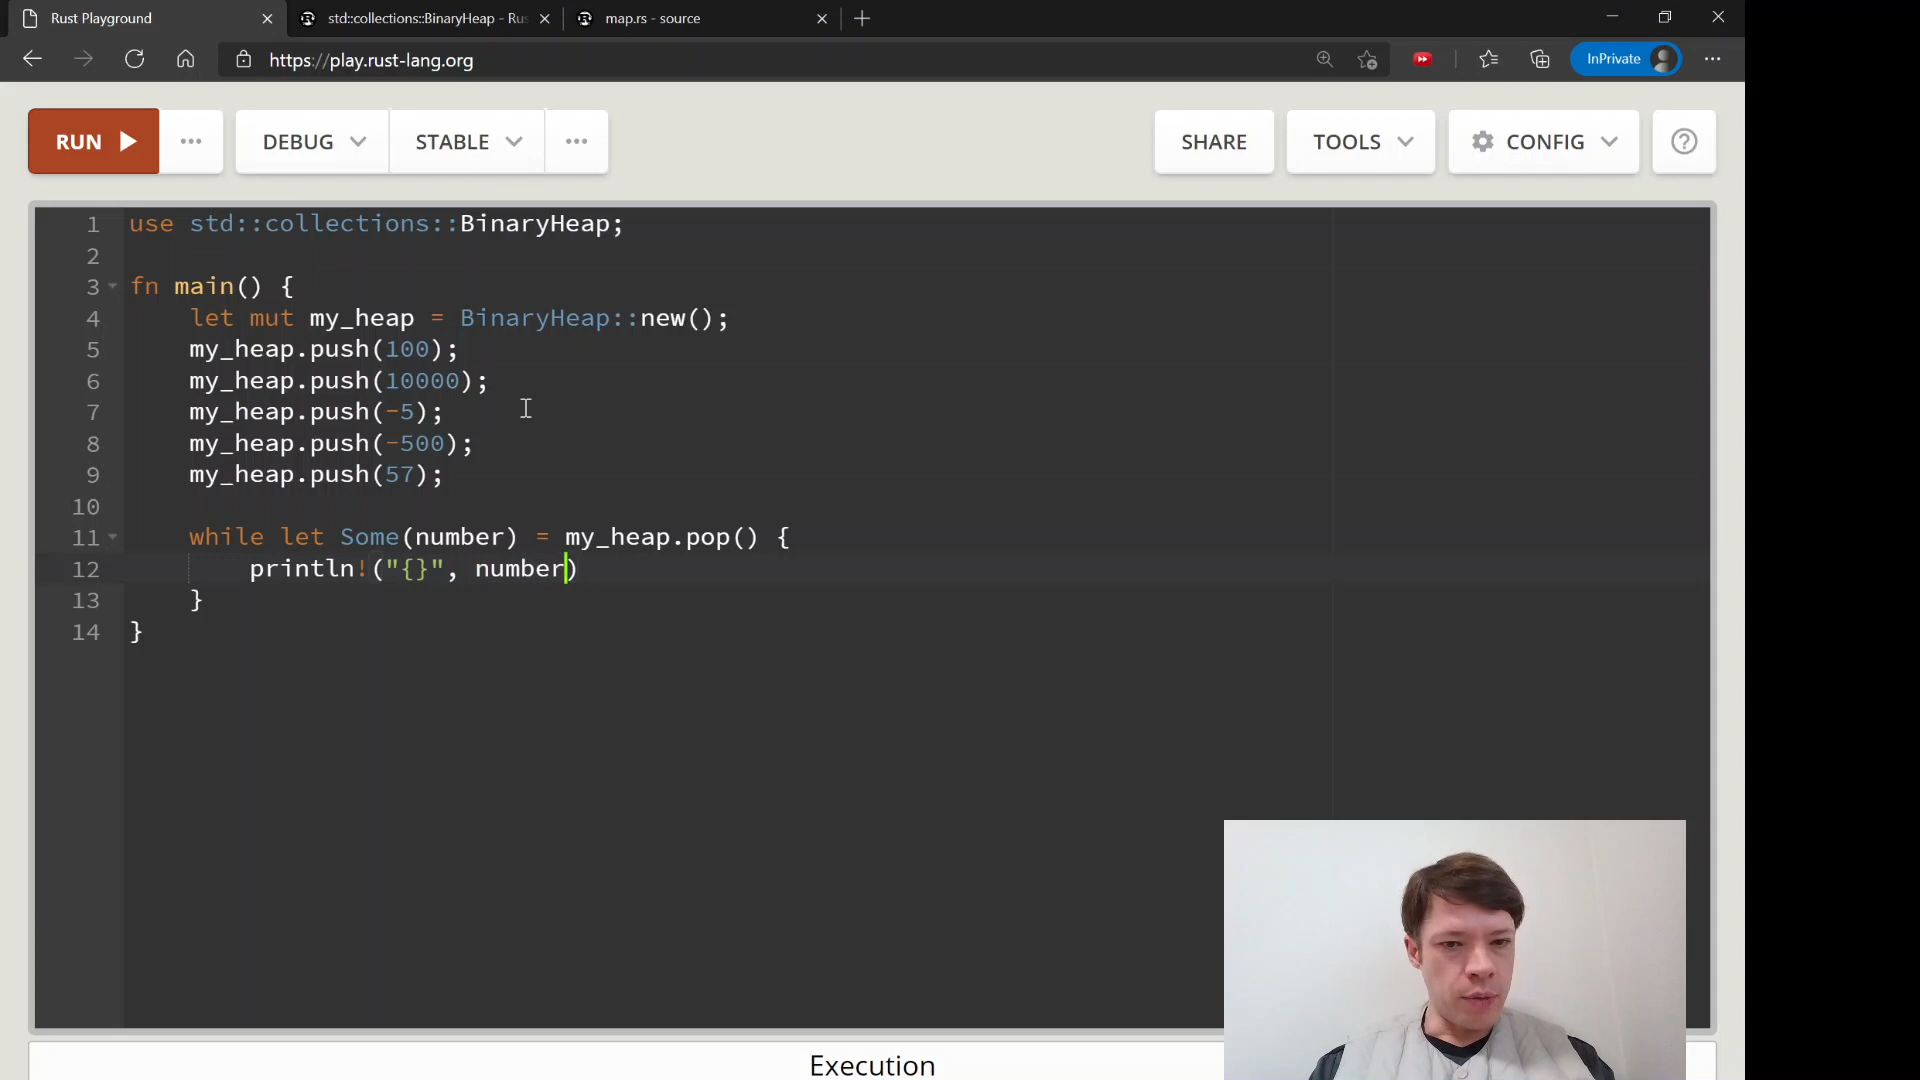 Rust Playground
std::collections::BinaryHeap - Rus
map.rs - source
https://play.rust-lang.org
InPrivate
RUN
DEBUG
STABLE
SHARE
TOOLS
CONFIG
1 use std::collections::BinaryHeap;
2
3 fn main() {
4 let mut my_heap = BinaryHeap::new();
5 my_heap.push(100);
6 my_heap.push(10000);
7 my_heap.push(-5);
8 my_heap.push(-500);
9 my_heap.push(57);
10
11 while let Some(number) = my_heap.pop() {
12 println!("{}", number)
13 }
14 }
Execution